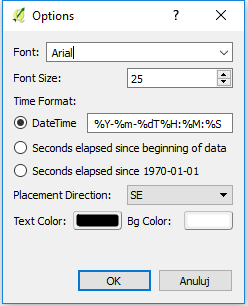 Options
Font: Arial
Font Size: 25
Time Format:
DateTime %Y-%m-%dT%H:%M:%S
Seconds elapsed since beginning of data
Seconds elapsed since 1970-01-01
Placement Direction: SE
Text Color: Bg Color:
OK Anuluj